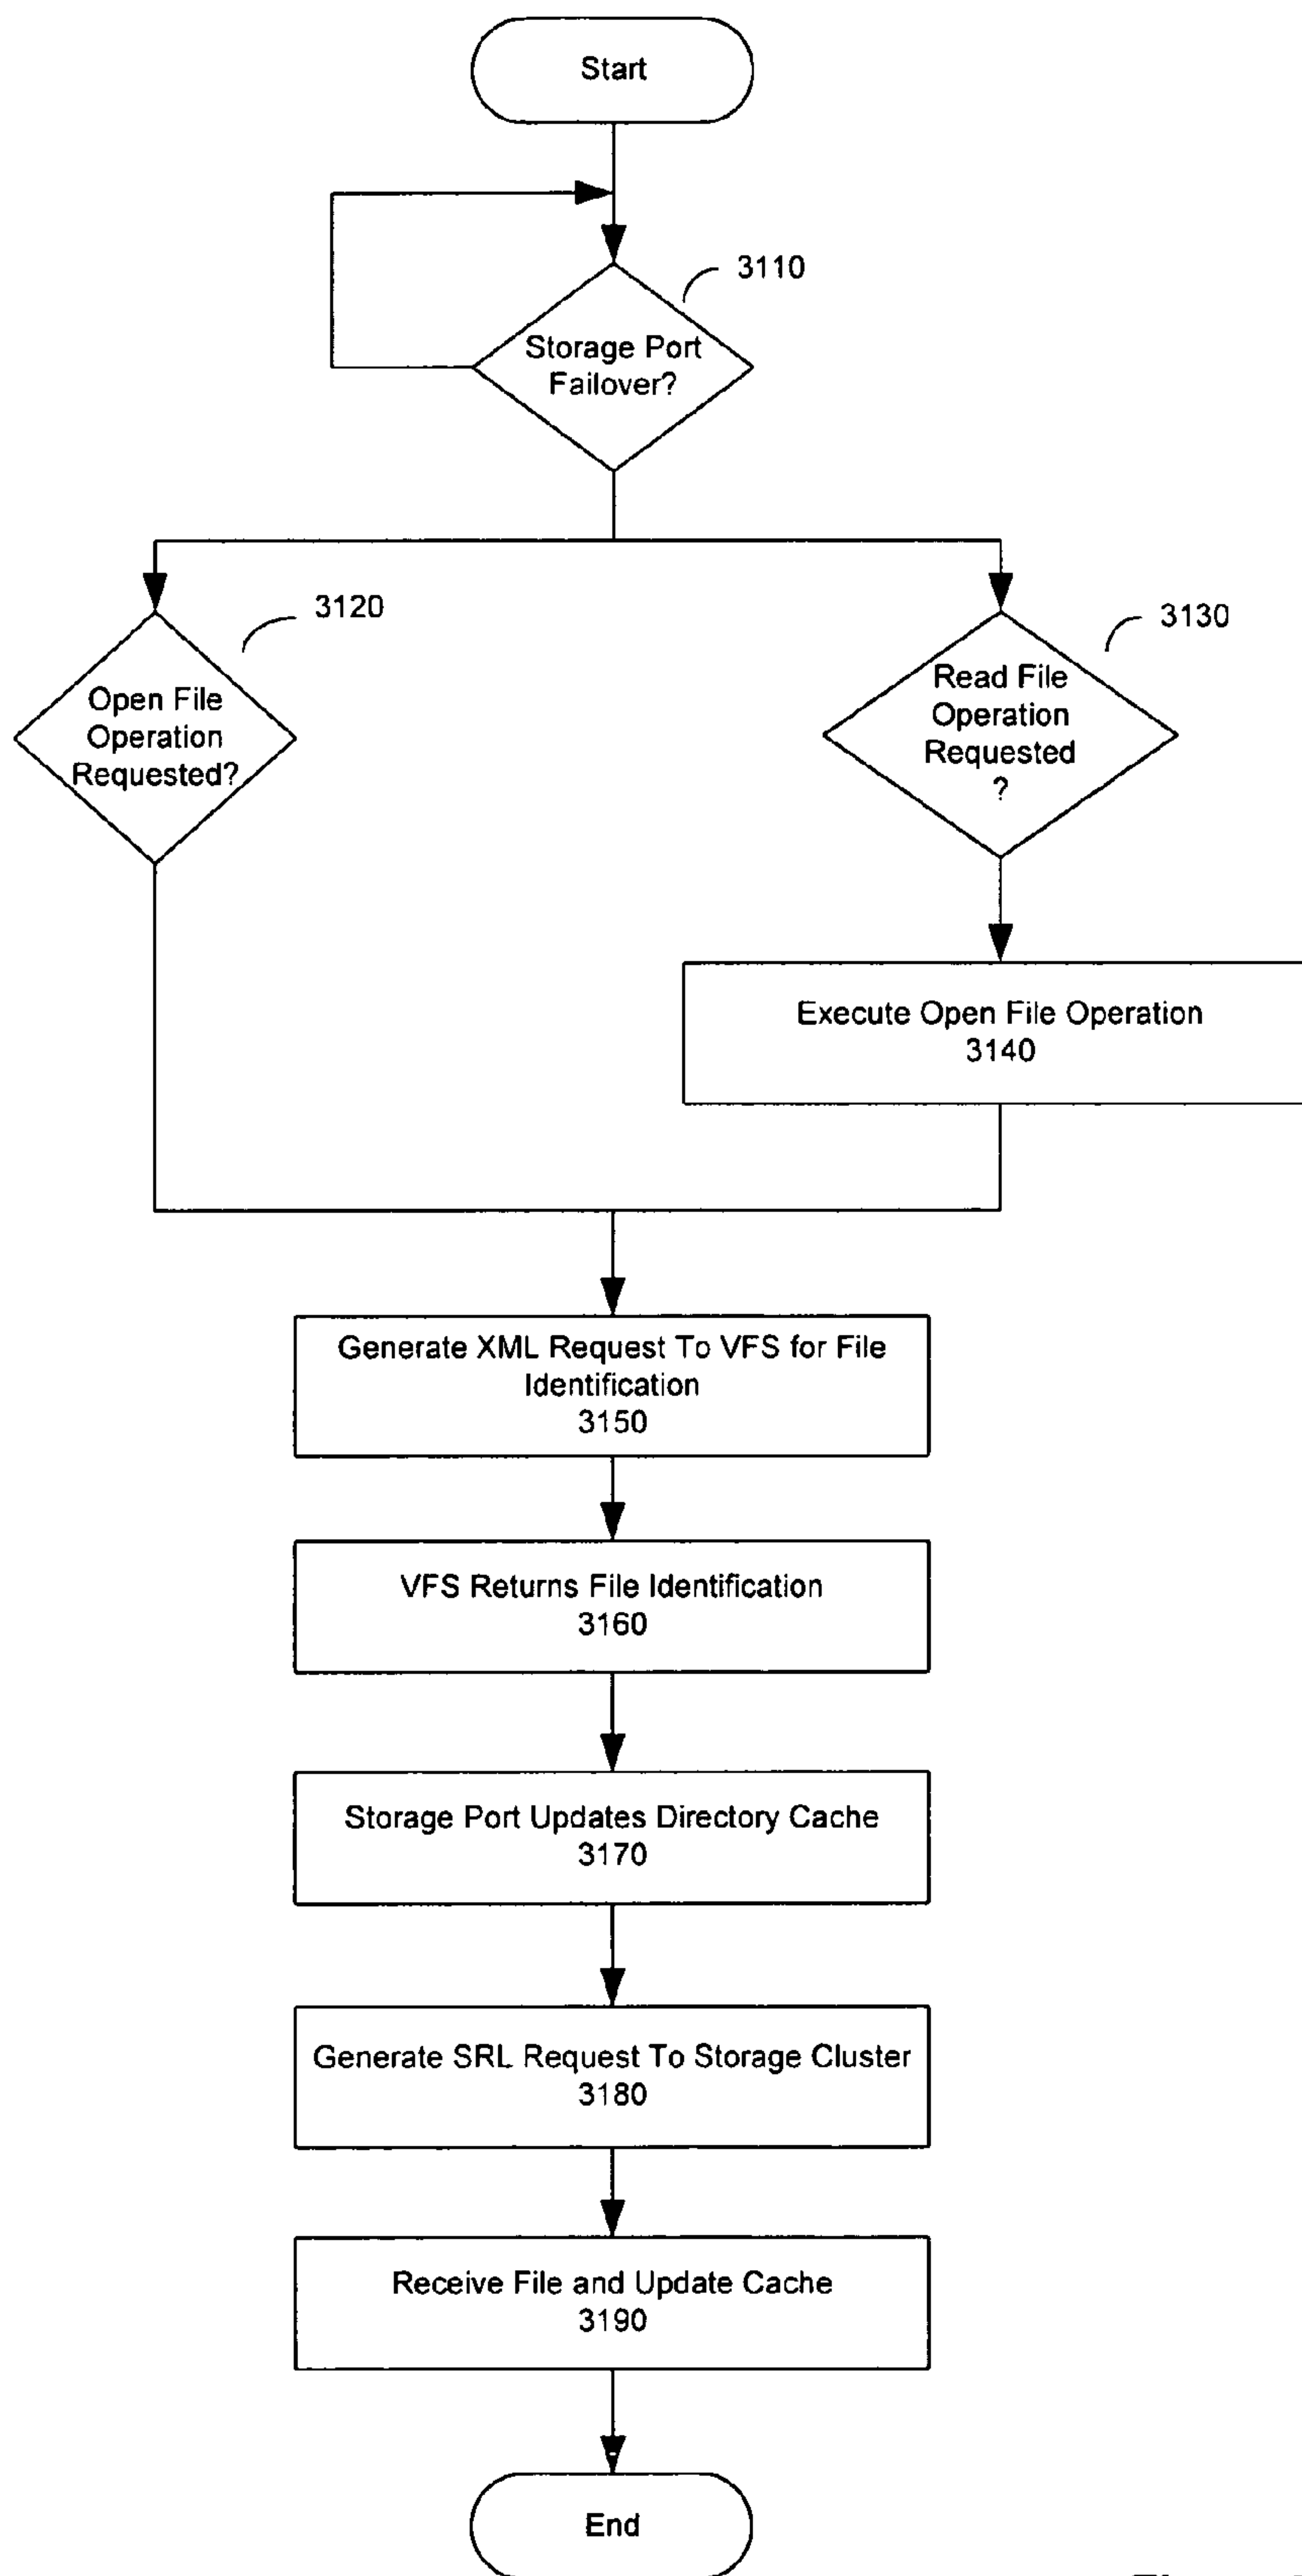 Start
3110
Storage Port
Failover?
3120
3130
Open File
Operation
Requested?
Read File
Operation
Requested
?
Execute Open File Operation
3140
Generate XML Request To VFS for File
Identification
3150
VFS Returns File Identification
3160
Storage Port Updates Directory Cache
3170
Generate SRL Request To Storage Cluster
3180
Receive File and Update Cache
3190
End